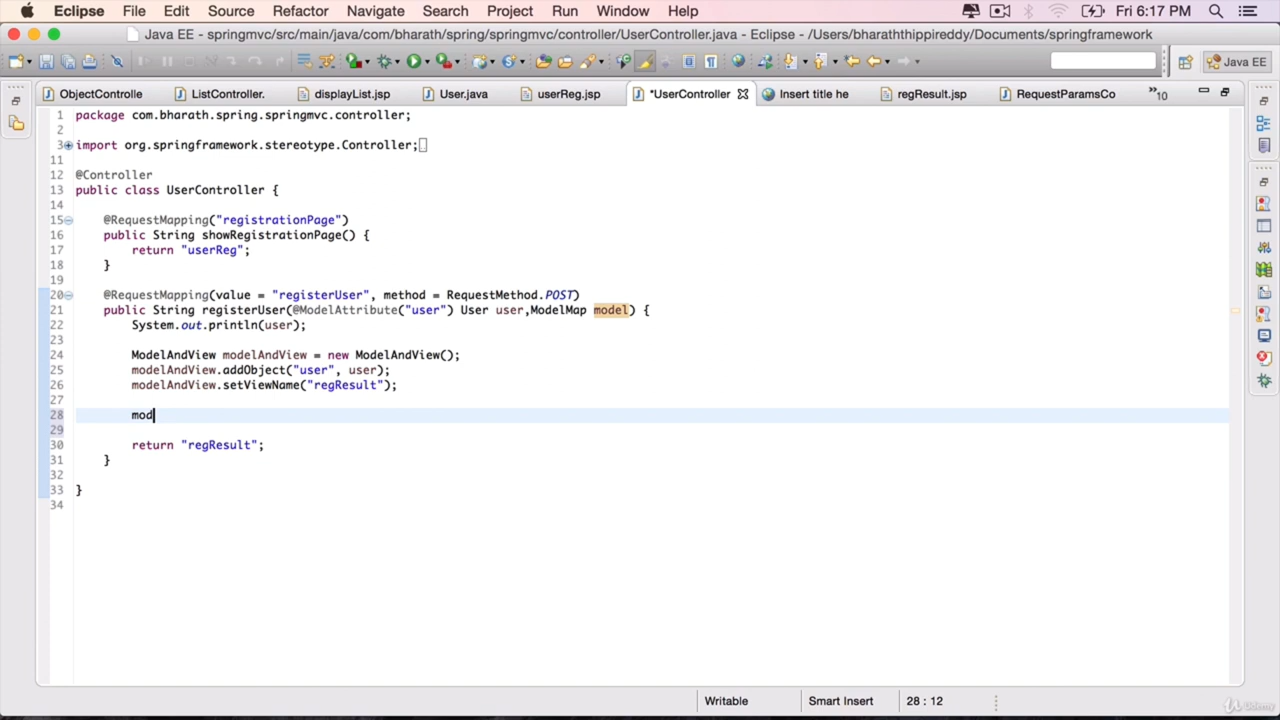 Eclipse File Edit Source Refactor Navigate Search Project Run Window Help Fri 6:17 PM
Java EE - springmvc/src/main/java/com/bharath/spring/springmvc/controller/UserController.java - Eclipse - /Users/bharaththippireddy/Documents/springframework
Java EE
ObjectControlle ListController. displayList.jsp User.java userReg.jsp *UserController Insert title he regResult.jsp RequestParamsCo »10
1 package com.bharath.spring.springmvc.controller;
2
3 import org.springframework.stereotype.Controller;
11
12 @Controller
13 public class UserController {
14
15 @RequestMapping("registrationPage")
16 public String showRegistrationPage() {
17 return "userReg";
18 }
19
20 @RequestMapping(value = "registerUser", method = RequestMethod.POST)
21 public String registerUser(@ModelAttribute("user") User user,ModelMap model) {
22 System.out.println(user);
23
24 ModelAndView modelAndView = new ModelAndView();
25 modelAndView.addObject("user", user);
26 modelAndView.setViewName("regResult");
27
28 mod
29
30 return "regResult";
31 }
32
33 }
34
Writable Smart Insert 28 : 12
Udemy